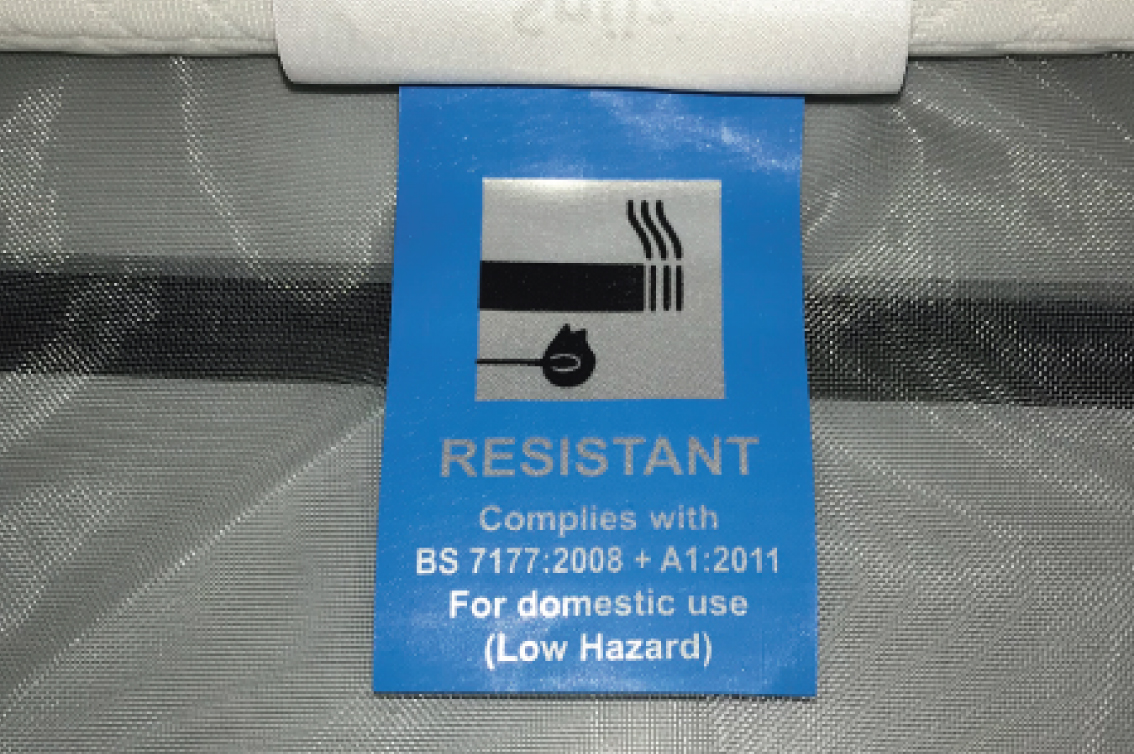 RESISTANT
Complies with
BS 7177:2008 + A1:2011
For domestic use
(Low Hazard)